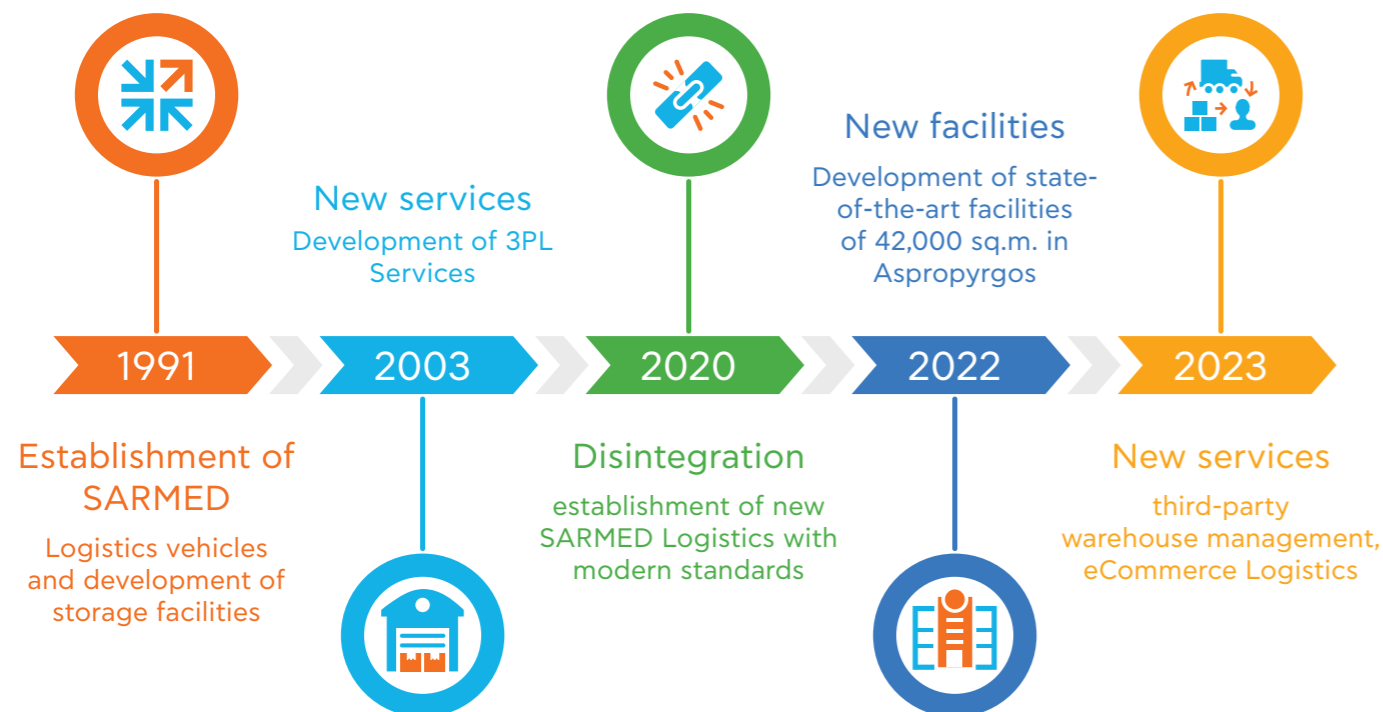 1991
Establishment of
SARMED
Logistics vehicles
and development of
storage facilities
New services
Development of 3PL
Services
2003
2020
Disintegration
establishment of new
SARMED Logistics with
modern standards
New facilities
Development of state-
of-the-art facilities
of 42,000 sq.m. in
Aspropyrgos
2022
2023
New services
third-party
warehouse management,
eCommerce Logistics